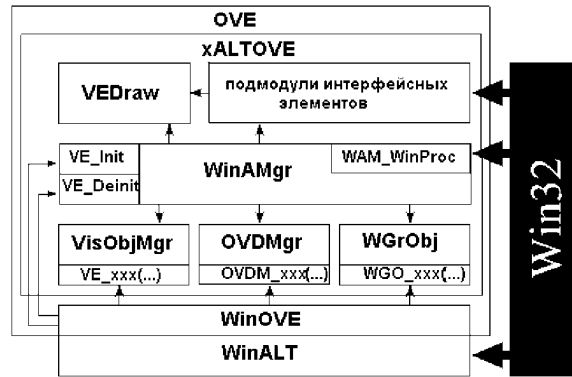 OVE
xALTOVE
VEDraw
подмодули интерфейсных
элементов
VE_Init
VE_Deinit
WinAMgr
WAM_WinProc
VisObjMgr
VE_xxx(...)
OVDMgr
OVDM_xxx(...)
WGrObj
WGO_xxx(...)
WinOVE
WinALT
Win32